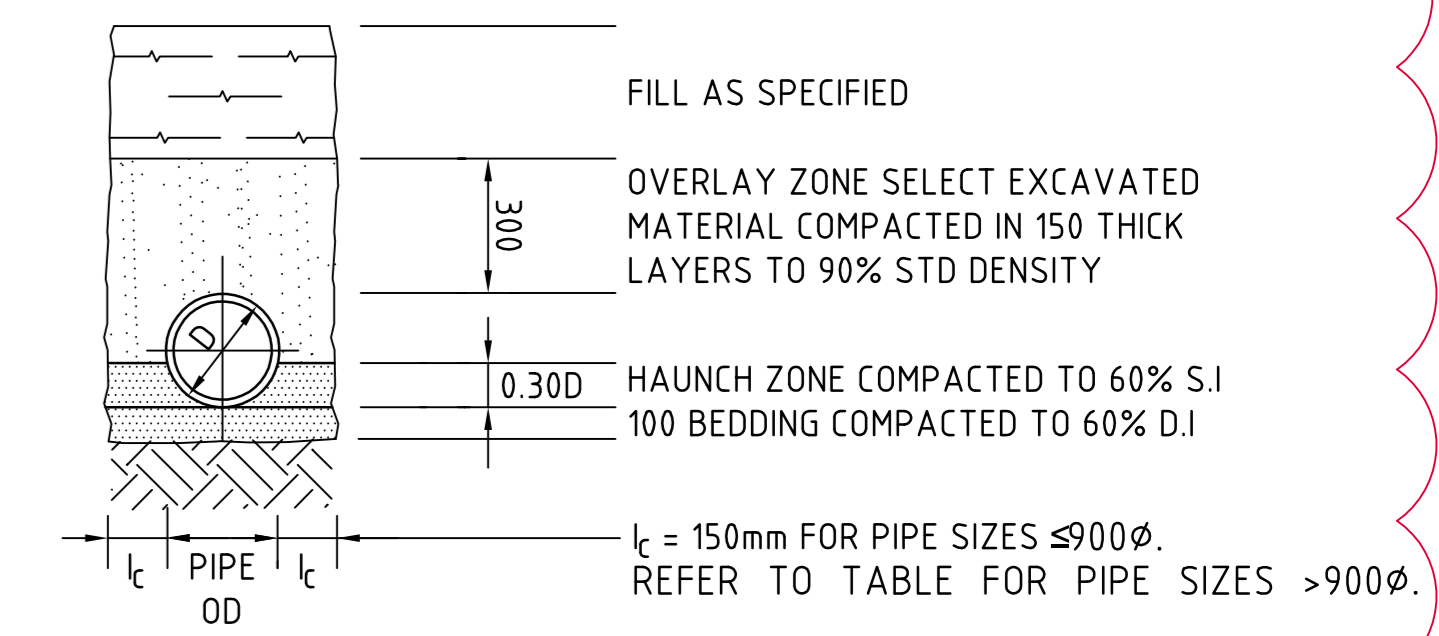 FILL AS SPECIFIED
OVERLAY ZONE SELECT EXCAVATED
MATERIAL COMPACTED IN 150 THICK
LAYERS TO 90% STD DENSITY
300
D
0.30D
HAUNCH ZONE COMPACTED TO 60% S.I
100 BEDDING COMPACTED TO 60% D.I
lc = 150mm FOR PIPE SIZES ≤900Ø.
REFER TO TABLE FOR PIPE SIZES >900Ø.
lc
PIPE
OD
lc